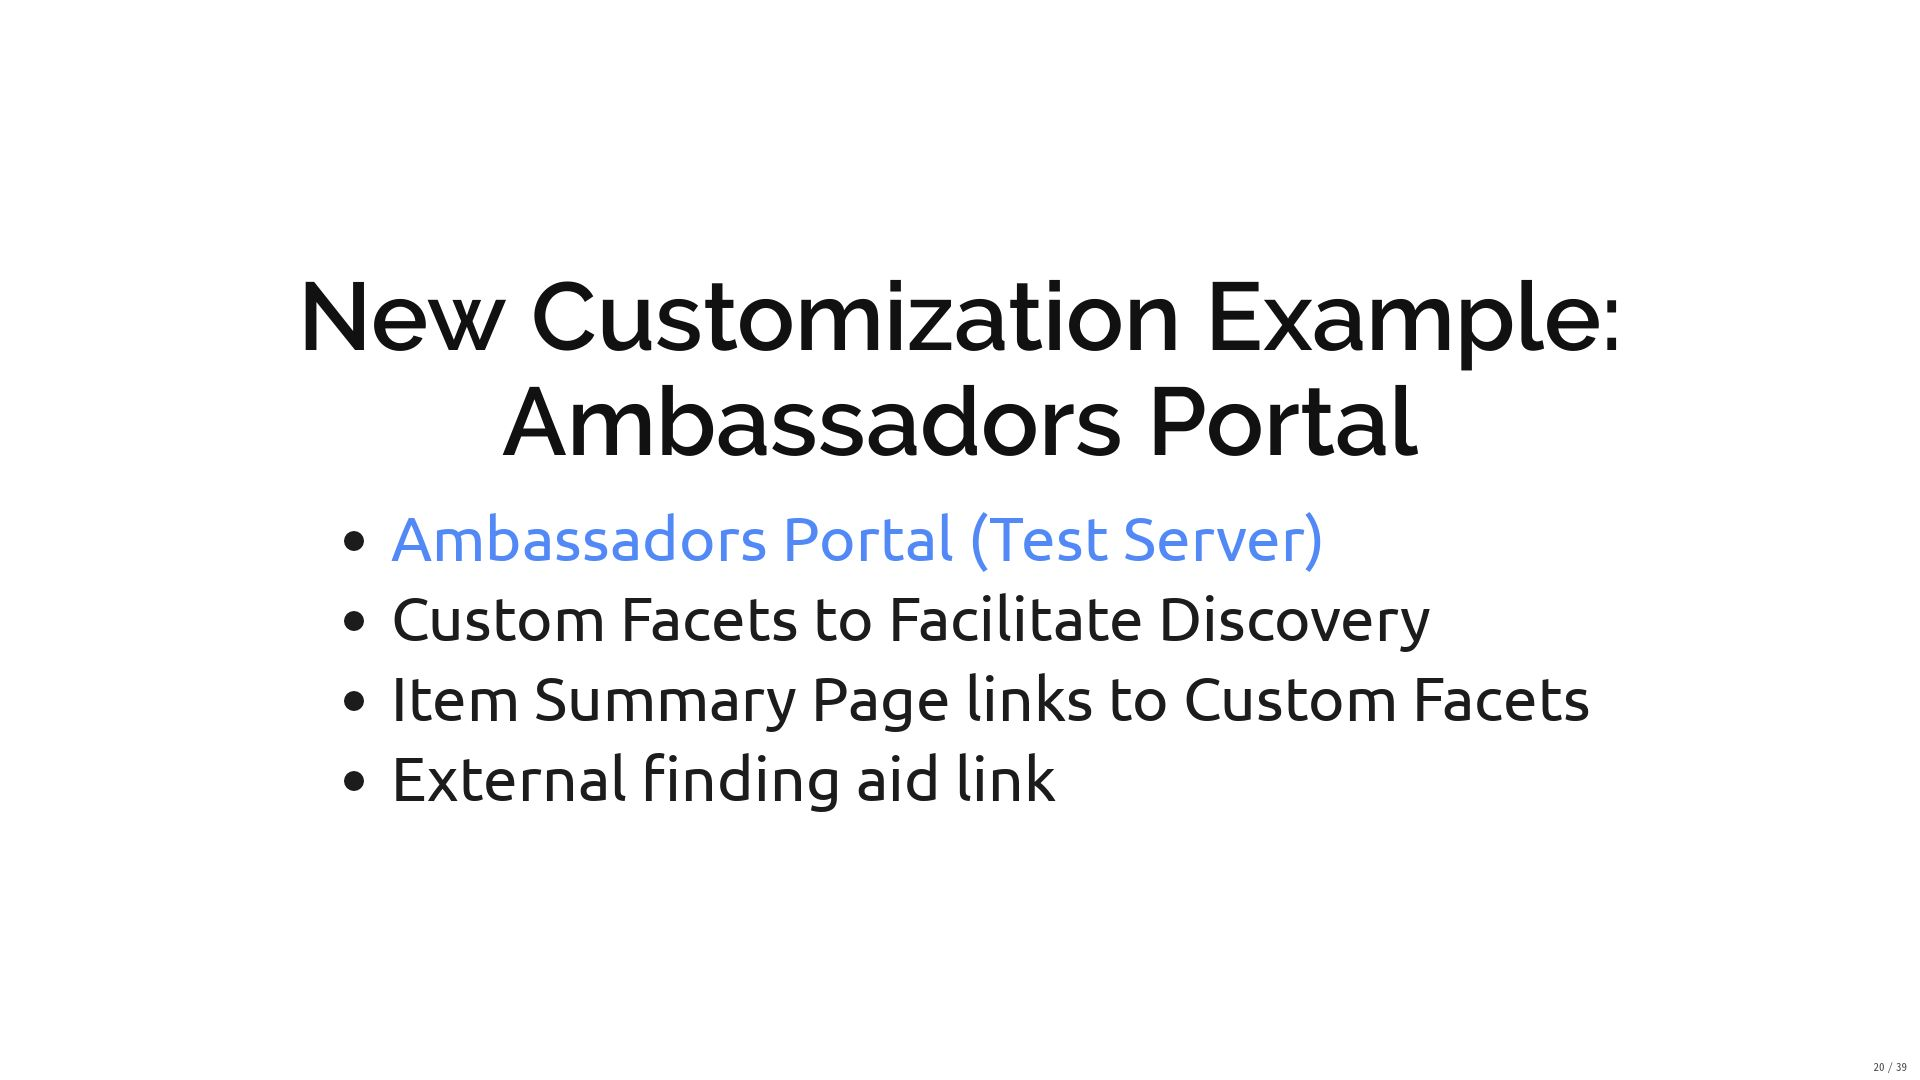 New Customization Example:
Ambassadors Portal
• Ambassadors Portal (Test Server)
• Custom Facets to Facilitate Discovery
• Item Summary Page links to Custom Facets
• External finding aid link
20 / 39